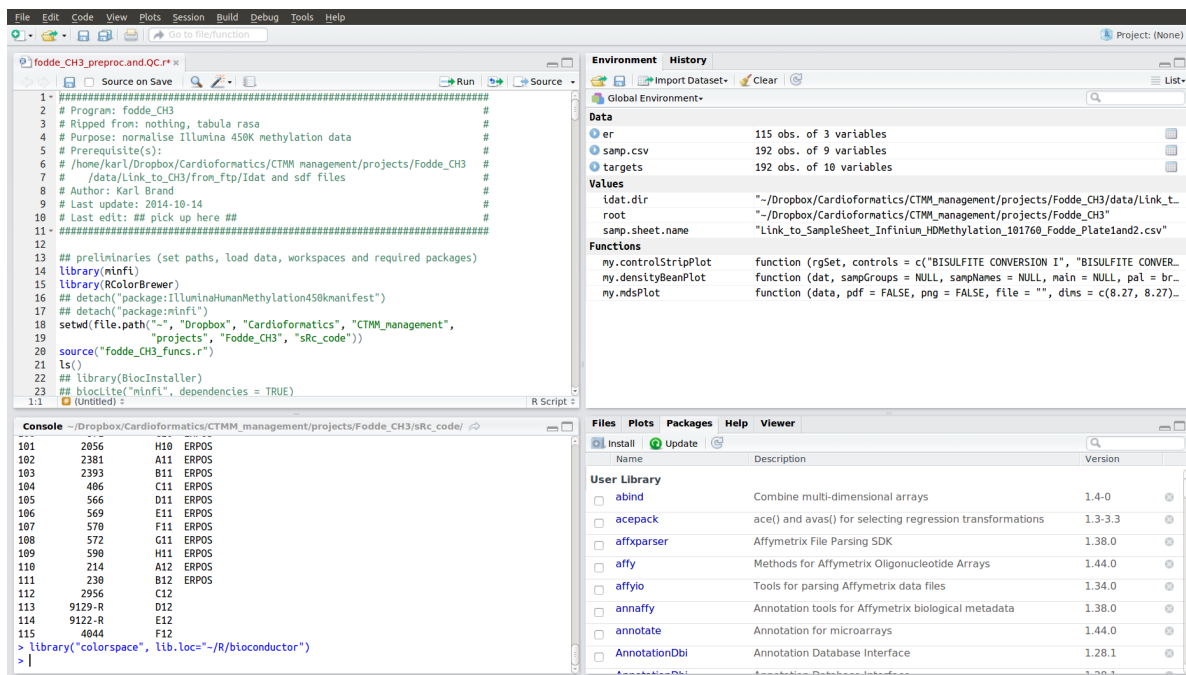 File Edit Code View Plots Session Build Debug Tools Help
Go to file/function
Project: (None)
fodde_CH3_preproc.and.QC.r*
Source on Save
Run
Source
1 ###########################################################################
2 # Program: fodde_CH3 #
3 # Ripped from: nothing, tabula rasa #
4 # Purpose: normalise Illumina 450K methylation data #
5 # Prerequisite(s): #
6 # /home/karl/Dropbox/Cardioformatics/CTMM management/projects/Fodde_CH3 #
7 # /data/Link_to_CH3/from_ftp/Idat and sdf files #
8 # Author: Karl Brand #
9 # Last update: 2014-10-14 #
10 # Last edit: ## pick up here ## #
11 ###########################################################################
12
13 ## preliminaries (set paths, load data, workspaces and required packages)
14 library(minfi)
15 library(RColorBrewer)
16 ## detach("package:IlluminaHumanMethylation450kmanifest")
17 ## detach("package:minfi")
18 setwd(file.path("~", "Dropbox", "Cardioformatics", "CTMM_management",
19 "projects", "Fodde_CH3", "sRc_code"))
20 source("fodde_CH3_funcs.r")
21 ls()
22 ## library(BiocInstaller)
23 ## biocLite("minfi", dependencies = TRUE)
1:1 (Untitled) R Script
Console ~/Dropbox/Cardioformatics/CTMM_management/projects/Fodde_CH3/sRc_code/
101 2056 H10 ERPOS
102 2381 A11 ERPOS
103 2393 B11 ERPOS
104 406 C11 ERPOS
105 566 D11 ERPOS
106 569 E11 ERPOS
107 570 F11 ERPOS
108 572 G11 ERPOS
109 590 H11 ERPOS
110 214 A12 ERPOS
111 230 B12 ERPOS
112 2956 C12
113 9129-R D12
114 9122-R E12
115 4044 F12
> library("colorspace", lib.loc="~/R/bioconductor")
>
Environment History
Import Dataset Clear List
Global Environment
Data
er 115 obs. of 3 variables
samp.csv 192 obs. of 9 variables
targets 192 obs. of 10 variables
Values
idat.dir "~/Dropbox/Cardioformatics/CTMM_management/projects/Fodde_CH3/data/Link_t…
root "~/Dropbox/Cardioformatics/CTMM_management/projects/Fodde_CH3"
samp.sheet.name "Link_to_SampleSheet_Infinium_HDMethylation_101760_Fodde_Plate1and2.csv"
Functions
my.controlStripPlot function (rgSet, controls = c("BISULFITE CONVERSION I", "BISULFITE CONVER…
my.densityBeanPlot function (dat, sampGroups = NULL, sampNames = NULL, main = NULL, pal = br…
my.mdsPlot function (data, pdf = FALSE, png = FALSE, file = "", dims = c(8.27, 8.27)…
Files Plots Packages Help Viewer
Install Update
Name Description Version
User Library
abind Combine multi-dimensional arrays 1.4-0
acepack ace() and avas() for selecting regression transformations 1.3-3.3
affxparser Affymetrix File Parsing SDK 1.38.0
affy Methods for Affymetrix Oligonucleotide Arrays 1.44.0
affyio Tools for parsing Affymetrix data files 1.34.0
annaffy Annotation tools for Affymetrix biological metadata 1.38.0
annotate Annotation for microarrays 1.44.0
AnnotationDbi Annotation Database Interface 1.28.1